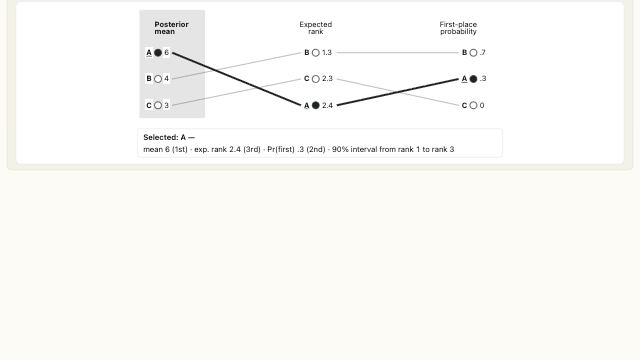 Posterior mean
Expected rank
First-place probability
A 6
B 1.3
B .7
B 4
C 2.3
A .3
C 3
A 2.4
C 0
Selected: A —
mean 6 (1st) · exp. rank 2.4 (3rd) · Pr(first) .3 (2nd) · 90% interval from rank 1 to rank 3